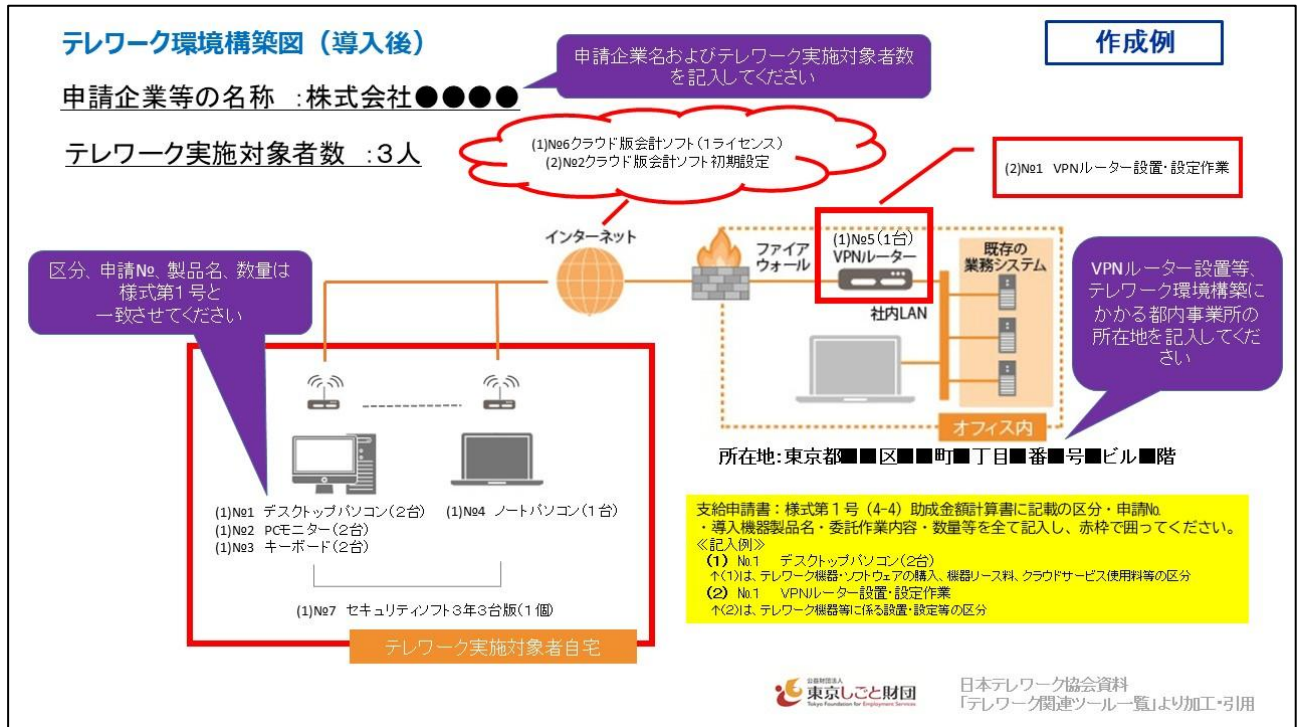 テレワーク環境構築図（導入後）
作成例
申請企業名およびテレワーク実施対象者数
を記入してください
申請企業等の名称 ：株式会社●●●●
テレワーク実施対象者数 ：３人
(1)№6クラウド版会計ソフト（1ライセンス）
(2)№2クラウド版会計ソフト初期設定
(2)№1 VPNルーター設置・設定作業
インターネット
ファイア
ウォール
(1)№5（1台）
VPNルーター
既存の
業務システム
社内LAN
オフィス内
区分、申請№、製品名、数量は
様式第１号と
一致させてください
VPNルーター設置等、
テレワーク環境構築に
かかる都内事業所の
所在地を記入してくだ
さい
所在地：東京都■■区■■町■丁目■番■号■ビル■階
(1)№1 デスクトップパソコン（２台）
(1)№2 PCモニター（２台）
(1)№3 キーボード（２台）
(1)№4 ノートパソコン（１台）
(1)№7 セキュリティソフト３年３台版（１個）
テレワーク実施対象者自宅
支給申請書：様式第１号（4-4）助成金額計算書に記載の区分・申請№
・導入機器製品名・委託作業内容・数量等を全て記入し、赤枠で囲ってください。
≪記入例≫
（１） №1 デスクトップパソコン（２台）
↑(1)は、テレワーク機器・ソフトウェアの購入、機器リース料、クラウドサービス使用料等の区分
（２） №1 VPNルーター設置・設定作業
↑(2)は、テレワーク機器等に係る設置・設定等の区分
公益財団法人
東京しごと財団
Tokyo Foundation for Employment Services
日本テレワーク協会資料
「テレワーク関連ツール一覧」より加工・引用